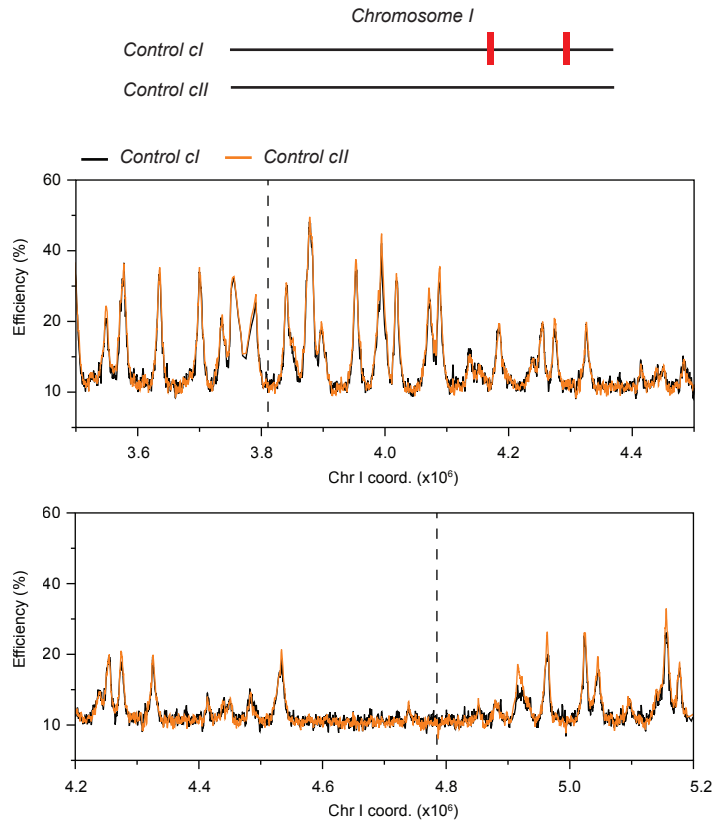 Chromosome I
Control cI
Control cII
Control cI Control cII
60
40
20
10
Efficiency (%)
3.6 3.8 4.0 4.2 4.4
Chr I coord. (x10⁶)
60
40
20
10
Efficiency (%)
4.2 4.4 4.6 4.8 5.0 5.2
Chr I coord. (x10⁶)